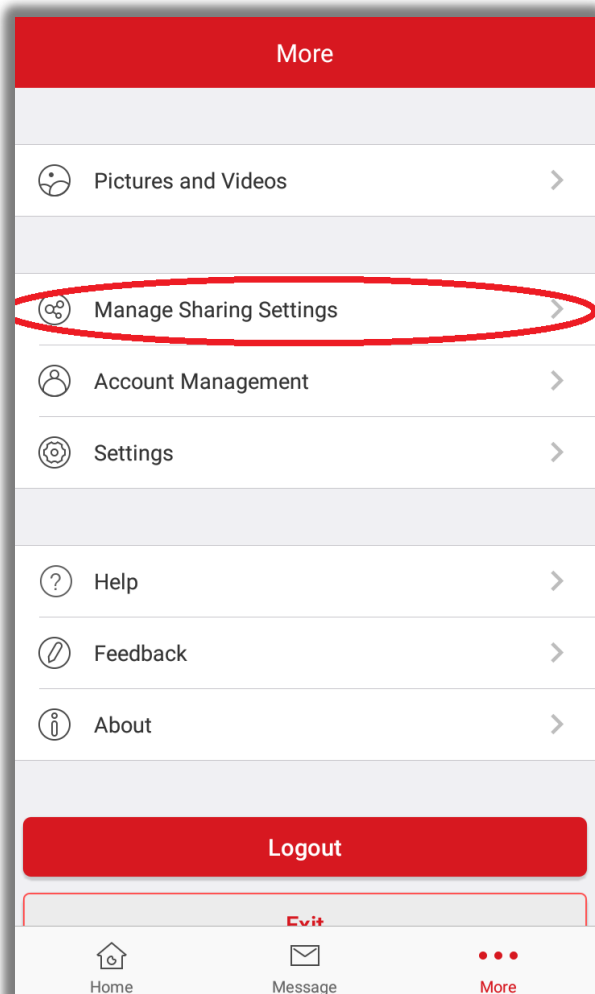 More
Pictures and Videos
Manage Sharing Settings
Account Management
Settings
Help
Feedback
About
Logout
Exit
Home
Message
More